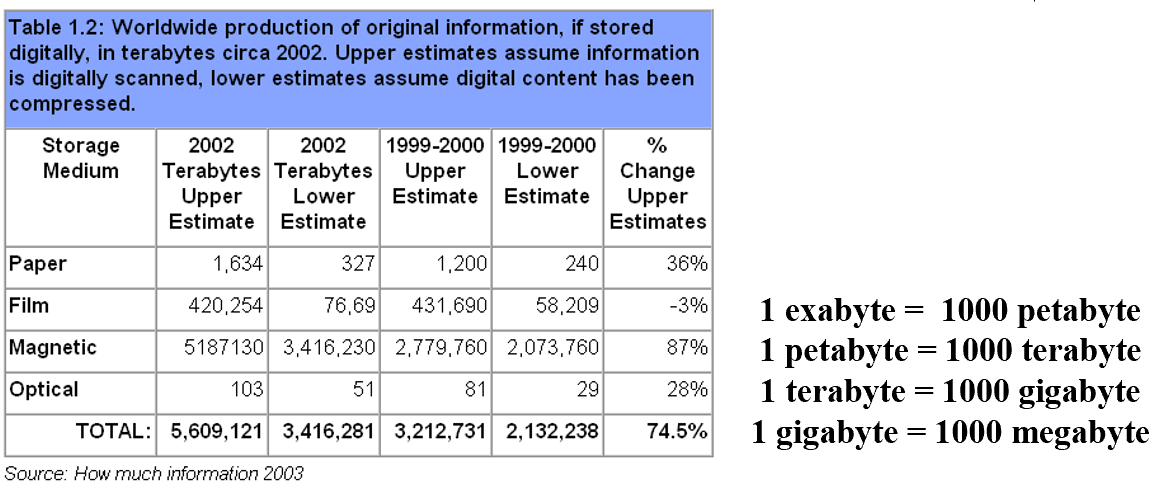 Table 1.2: Worldwide production of original information, if stored
digitally, in terabytes circa 2002. Upper estimates assume information
is digitally scanned, lower estimates assume digital content has been
compressed.
Storage Medium 2002 Terabytes Upper Estimate 2002 Terabytes Lower Estimate 1999-2000 Upper Estimate 1999-2000 Lower Estimate % Change Upper Estimates
Paper 1,634 327 1,200 240 36%
Film 420,254 76,69 431,690 58,209 -3%
Magnetic 5187130 3,416,230 2,779,760 2,073,760 87%
Optical 103 51 81 29 28%
TOTAL: 5,609,121 3,416,281 3,212,731 2,132,238 74.5%
Source: How much information 2003
1 exabyte = 1000 petabyte
1 petabyte = 1000 terabyte
1 terabyte = 1000 gigabyte
1 gigabyte = 1000 megabyte